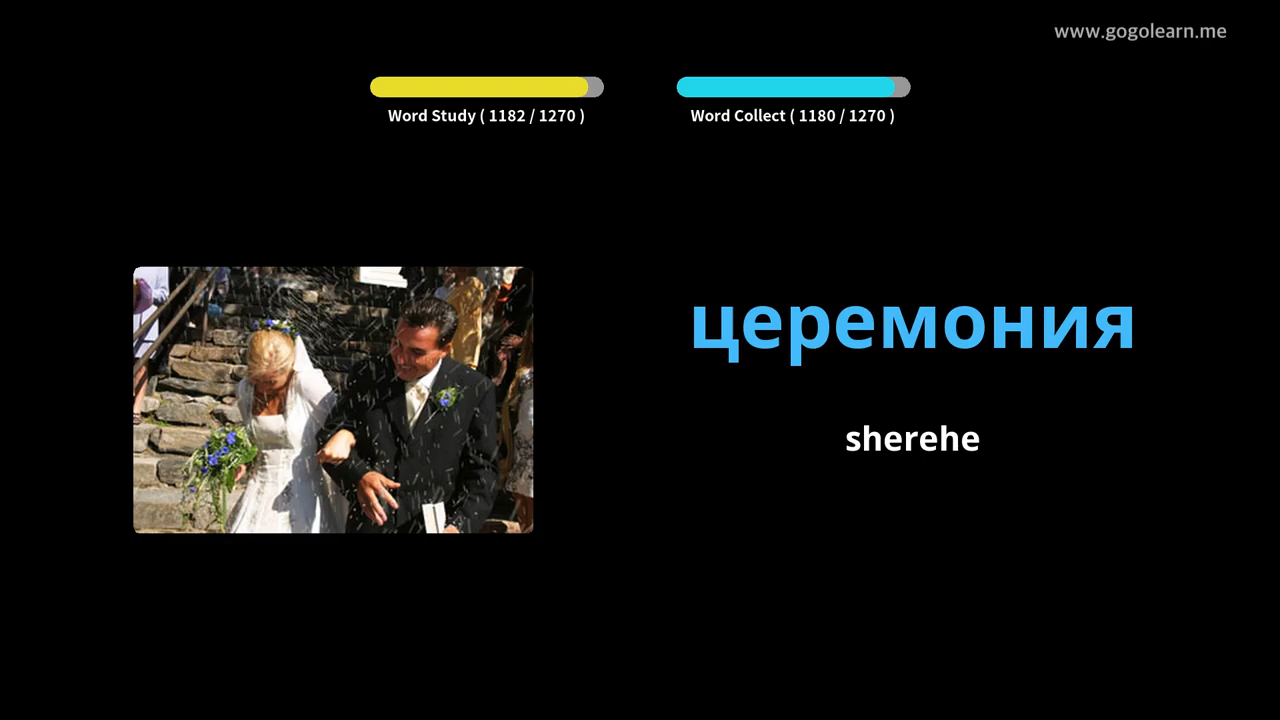 www.gogolearn.me
Word Study ( 1182 / 1270 )
Word Collect ( 1180 / 1270 )
церемония
sherehe